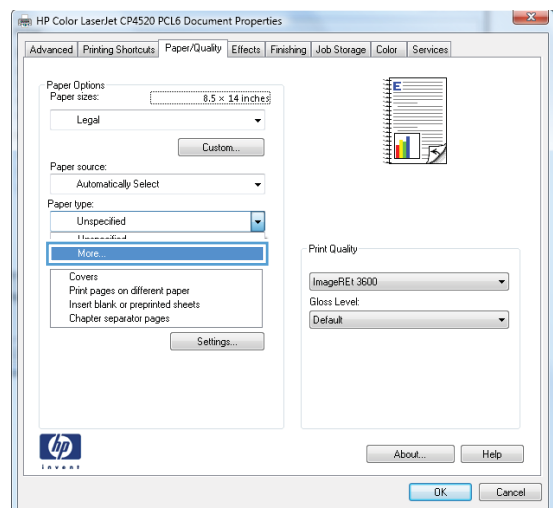 HP Color LaserJet CP4520 PCL6 Document Properties
Advanced Printing Shortcuts Paper/Quality Effects Finishing Job Storage Color Services
Paper Options
Paper sizes: 8.5 × 14 inches
Legal
Custom...
Paper source:
Automatically Select
Paper type:
Unspecified
Unspecified
More...
Covers
Print pages on different paper
Insert blank or preprinted sheets
Chapter separator pages
Settings...
E
Print Quality
ImageREt 3600
Gloss Level:
Default
hp
invent
About... Help
OK Cancel